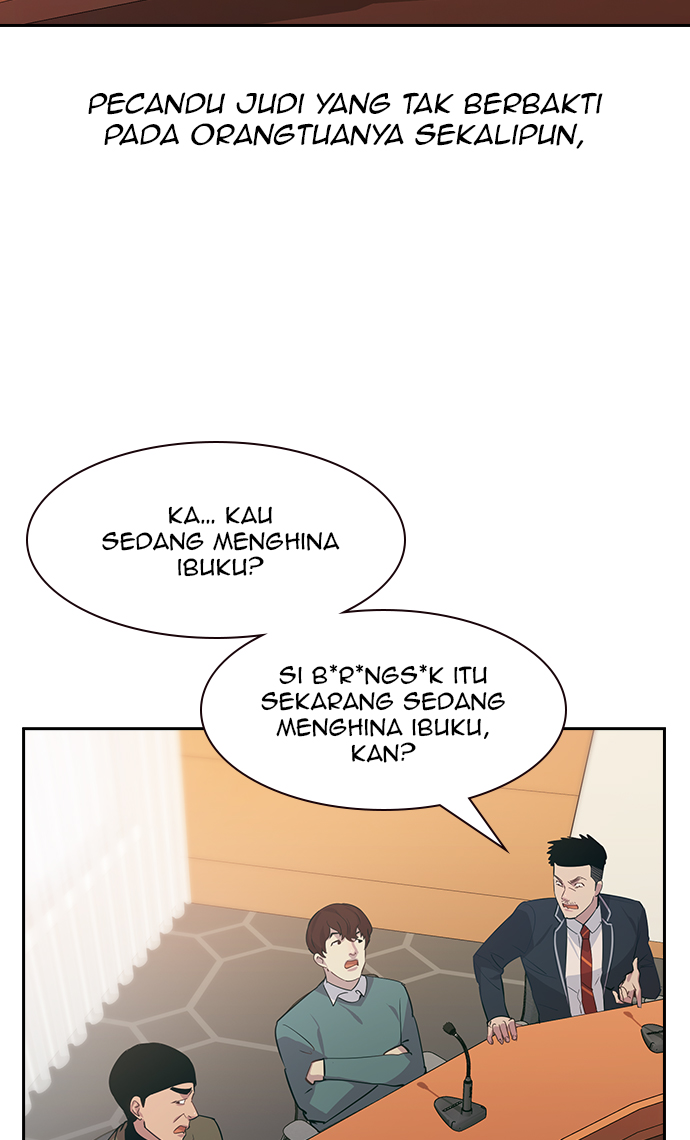 PECANDU JUDI YANG TAK BERBAKTI
PADA ORANGTUANYA SEKALIPUN,
KA... KAU
SEDANG MENGHINA
IBUKU?
SI B*R*NGS*K ITU
SEKARANG SEDANG
MENGHINA IBUKU,
KAN?